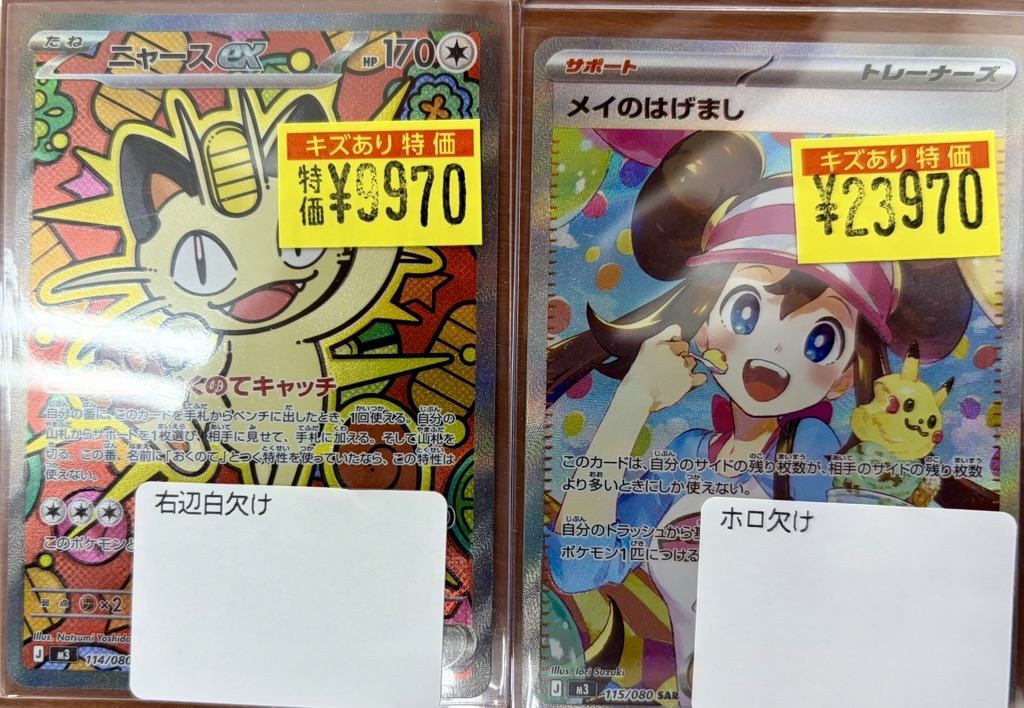 たね
ニャースex
HP 170
キズあり特価
特価 ¥9970
くのてキャッチ
自分の番に、このカードを手札からベンチに出したとき、1回使える。自分の
山札からサポートを1枚選び、相手に見せて、手札に加える。そして山札を
切る。この番、名前に「おくのて」とつく特性を使っていたなら、この特性は
使えない。
右辺白欠け
このポケモンと
弱点 ×2
Illus. Natsumi Yoshida
J M3 114/080
サポート
トレーナーズ
メイのはげまし
キズあり特価
¥23970
このカードは、自分のサイドの残り枚数が、相手のサイドの残り枚数
より多いときにしか使えない。
ホロ欠け
自分のトラッシュから
ポケモン1匹につける
Illus. Iori Suzuki
J M3 115/080 SAR